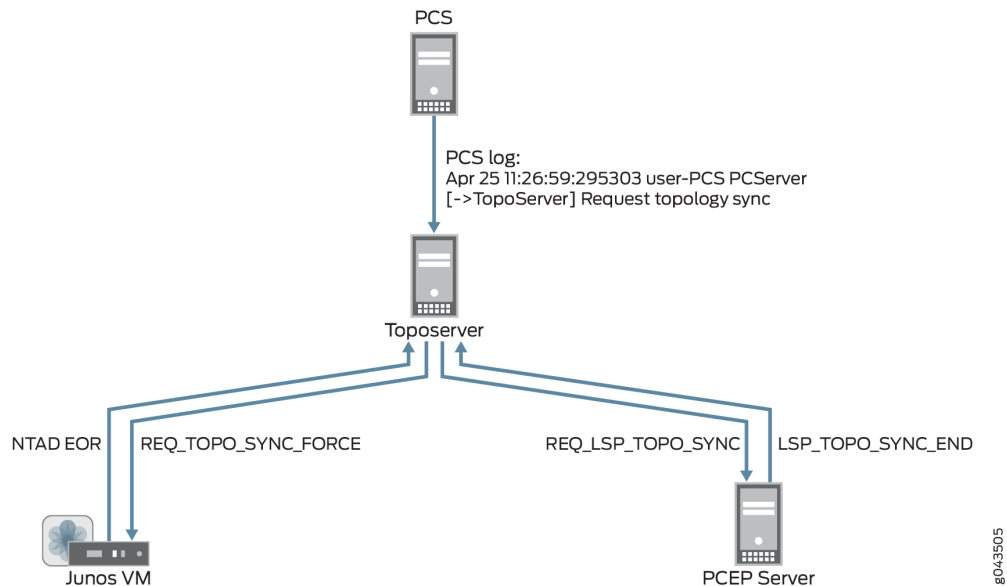 PCS
PCS log:
Apr 25 11:26:59:295303 user-PCS PCServer
[->TopoServer] Request topology sync
Toposerver
NTAD EOR
REQ_TOPO_SYNC_FORCE
REQ_LSP_TOPO_SYNC
LSP_TOPO_SYNC_END
Junos VM
PCEP Server
g043505